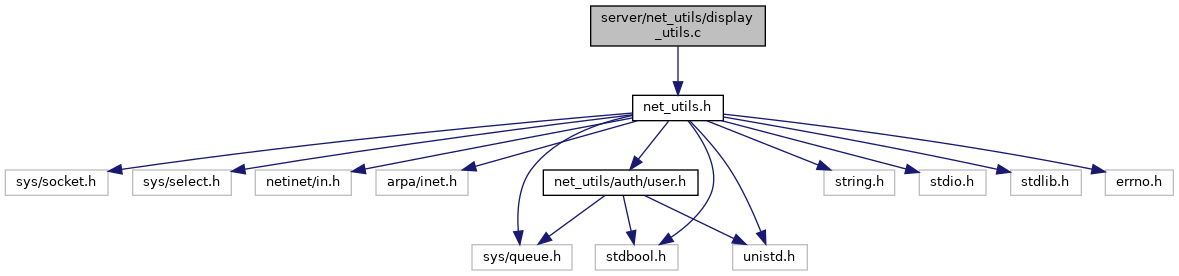 server/net_utils/display
_utils.c
net_utils.h
sys/socket.h
sys/select.h
netinet/in.h
arpa/inet.h
net_utils/auth/user.h
string.h
stdio.h
stdlib.h
errno.h
sys/queue.h
stdbool.h
unistd.h